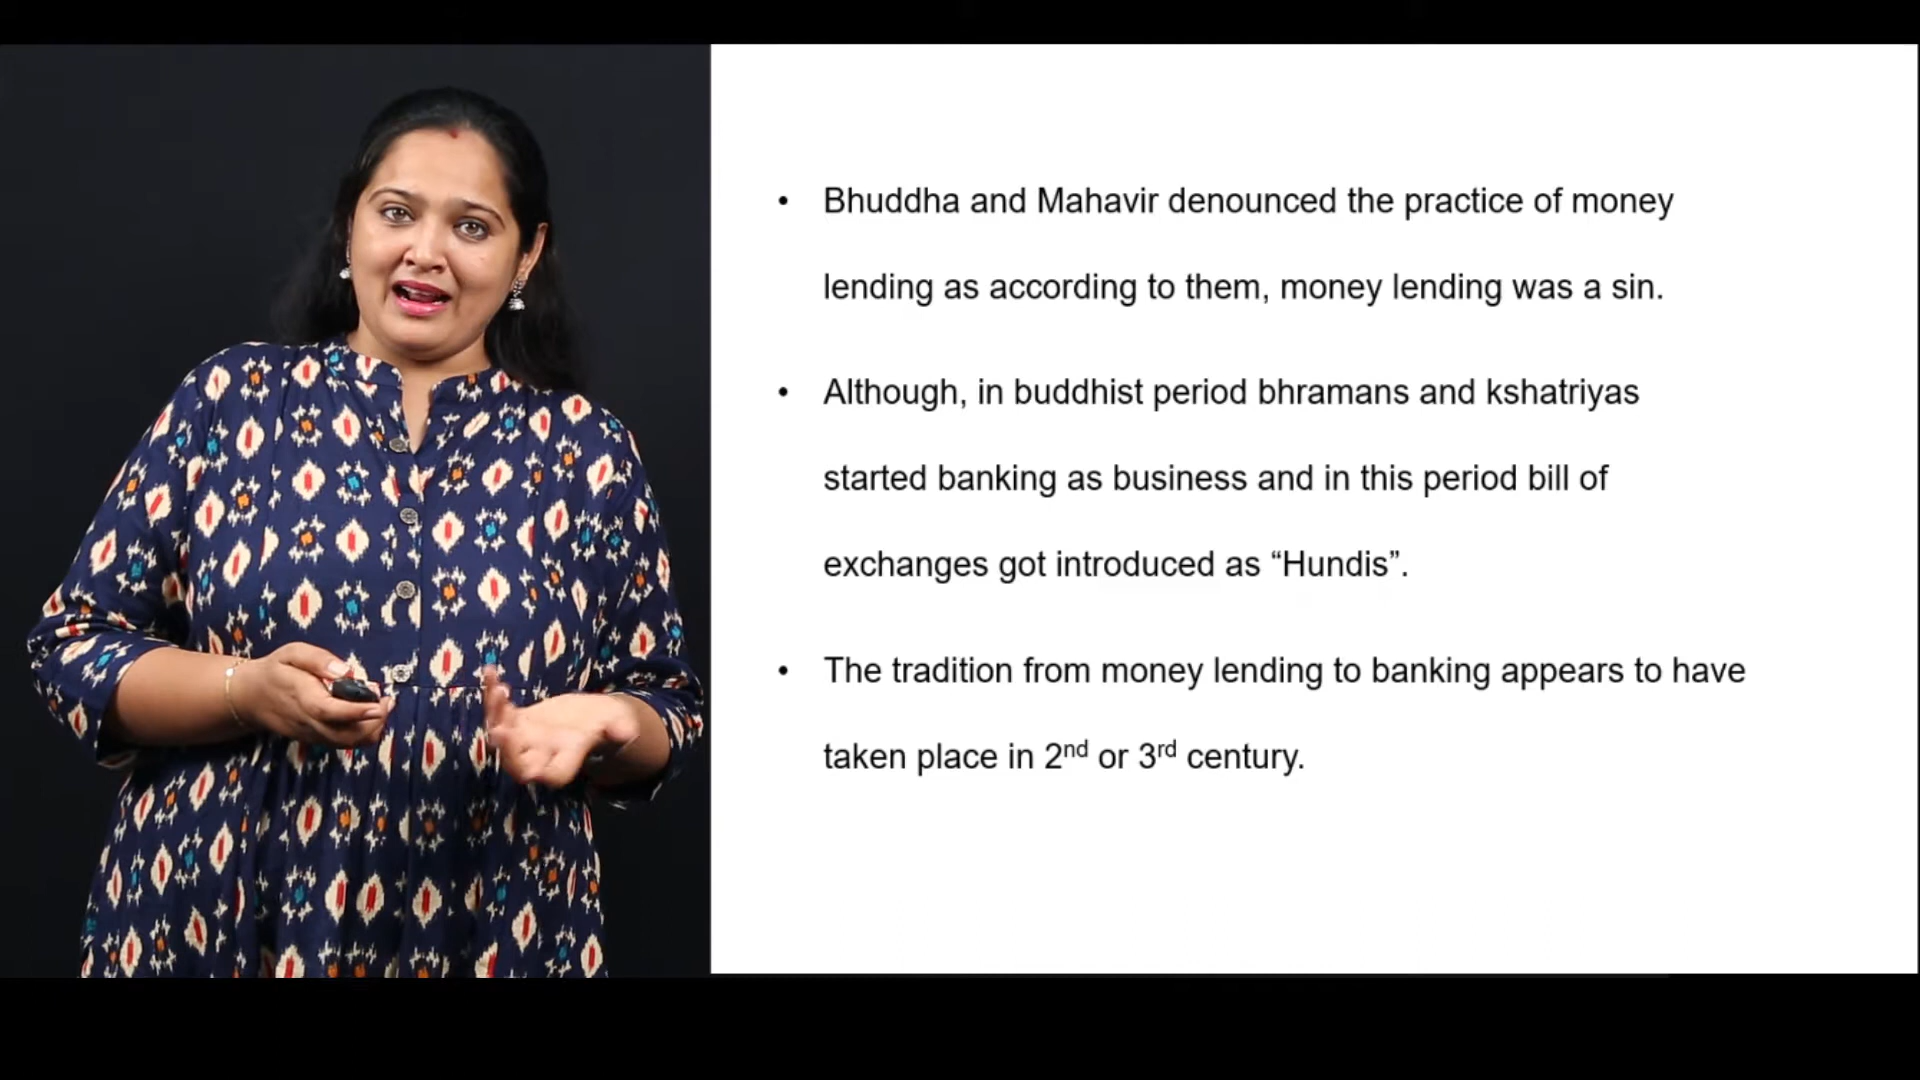 • Bhuddha and Mahavir denounced the practice of money
lending as according to them, money lending was a sin.
• Although, in buddhist period bhramans and kshatriyas
started banking as business and in this period bill of
exchanges got introduced as “Hundis”.
• The tradition from money lending to banking appears to have
taken place in 2nd or 3rd century.